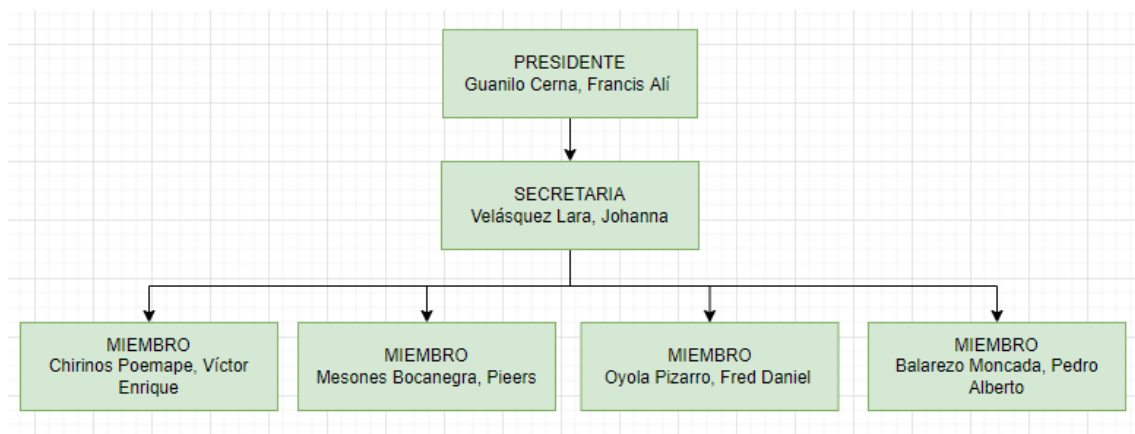 PRESIDENTE
Guanilo Cerna, Francis Alí
SECRETARIA
Velásquez Lara, Johanna
MIEMBRO
Chirinos Poemape, Víctor
Enrique
MIEMBRO
Mesones Bocanegra, Pieers
MIEMBRO
Oyola Pizarro, Fred Daniel
MIEMBRO
Balarezo Moncada, Pedro
Alberto